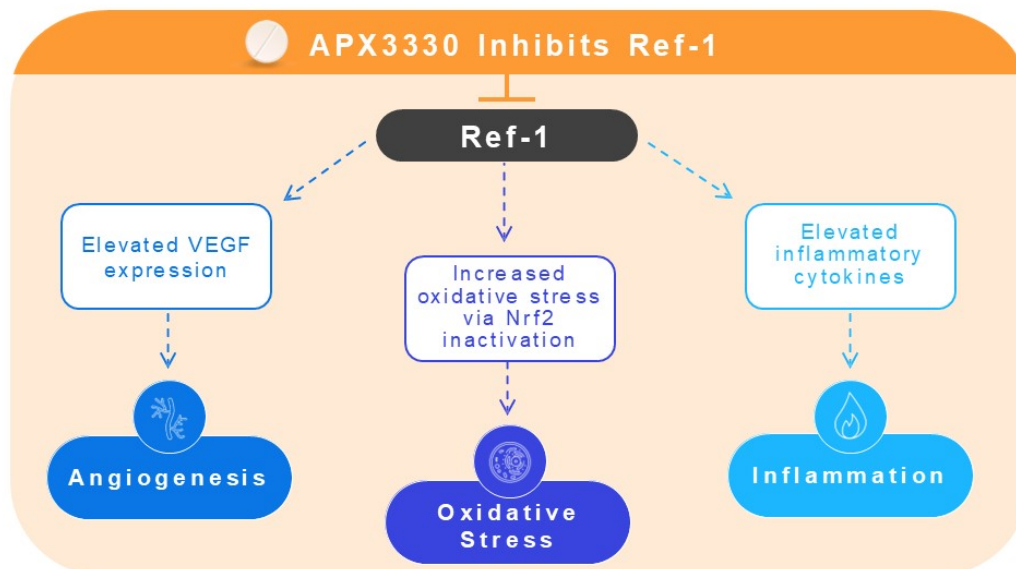 APX3330 Inhibits Ref-1
Ref-1
Elevated VEGF
expression
Increased
oxidative stress
via Nrf2
inactivation
Elevated
inflammatory
cytokines
Angiogenesis
Oxidative
Stress
Inflammation